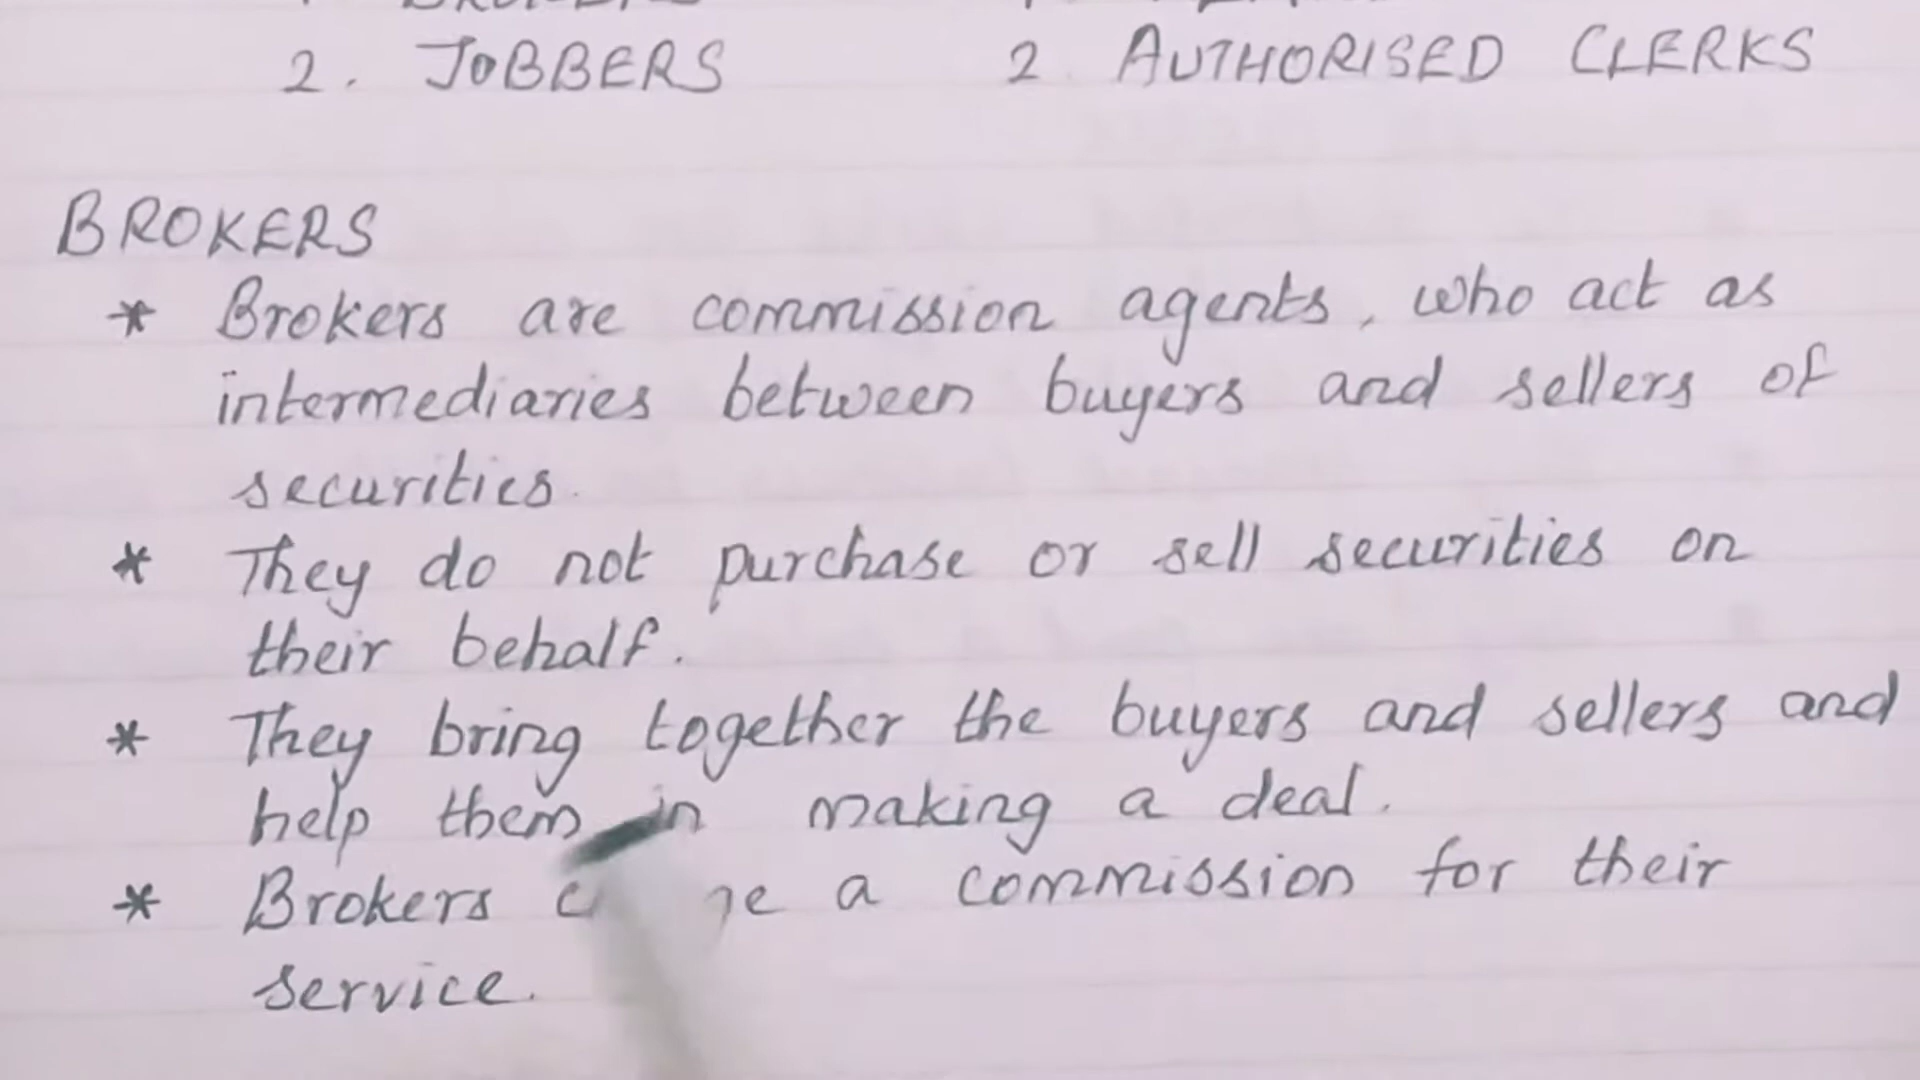 2. JOBBERS 2 AUTHORISED CLERKS
BROKERS
* Brokers are commission agents, who act as
intermediaries between buyers and sellers of
securities.
* They do not purchase or sell securities on
their behalf.
* They bring together the buyers and sellers and
help them in making a deal.
* Brokers a commission for their
service.